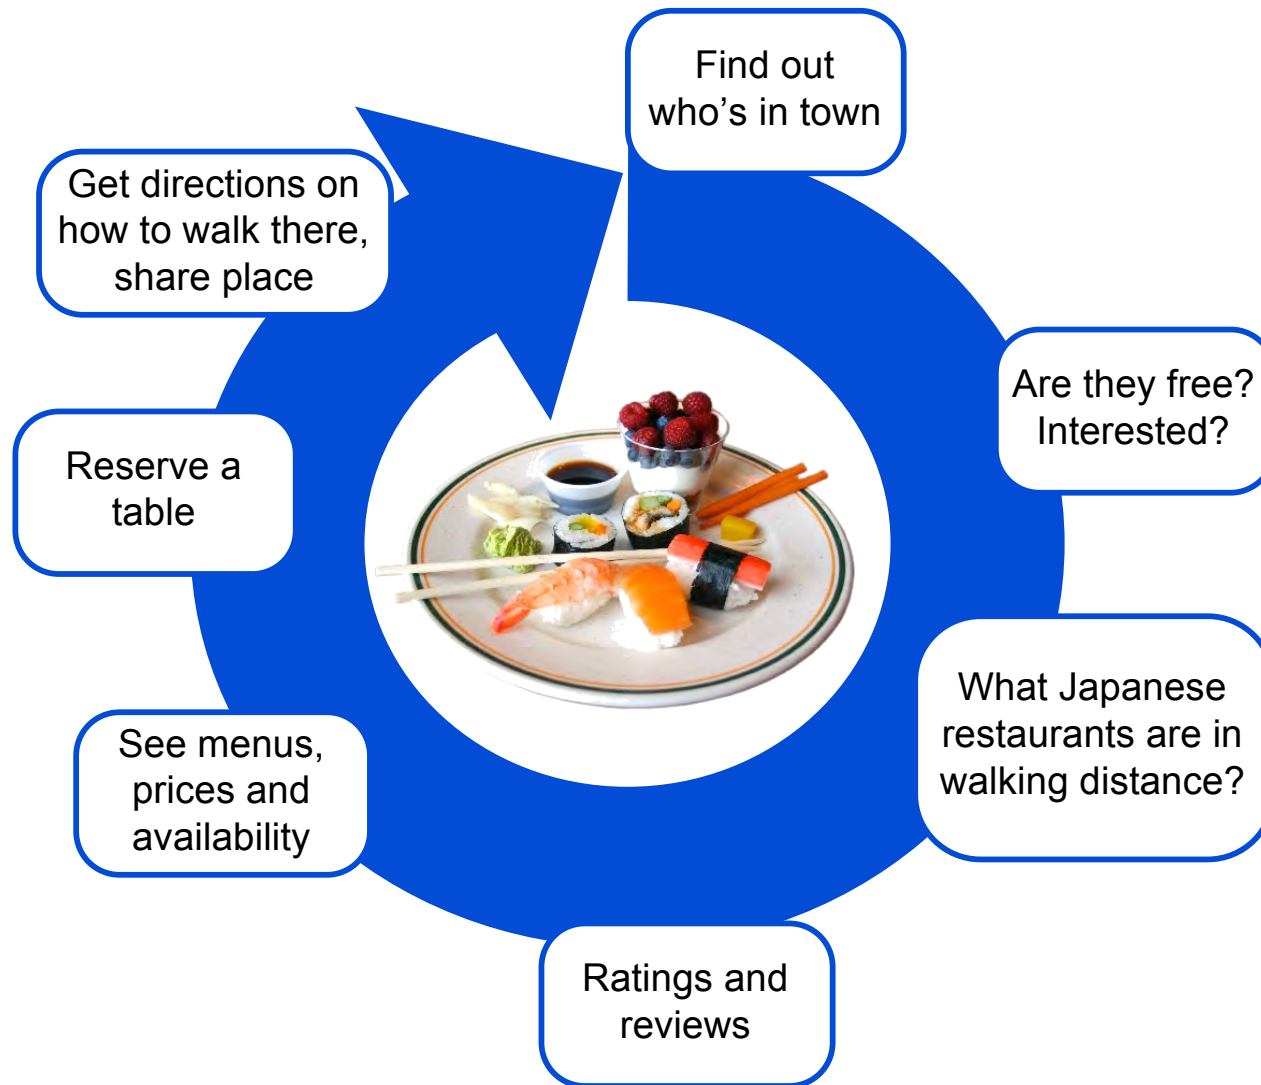 Find out
who’s in town
Are they free?
Interested?
What Japanese
restaurants are in
walking distance?
Ratings and
reviews
See menus,
prices and
availability
Reserve a
table
Get directions on
how to walk there,
share place